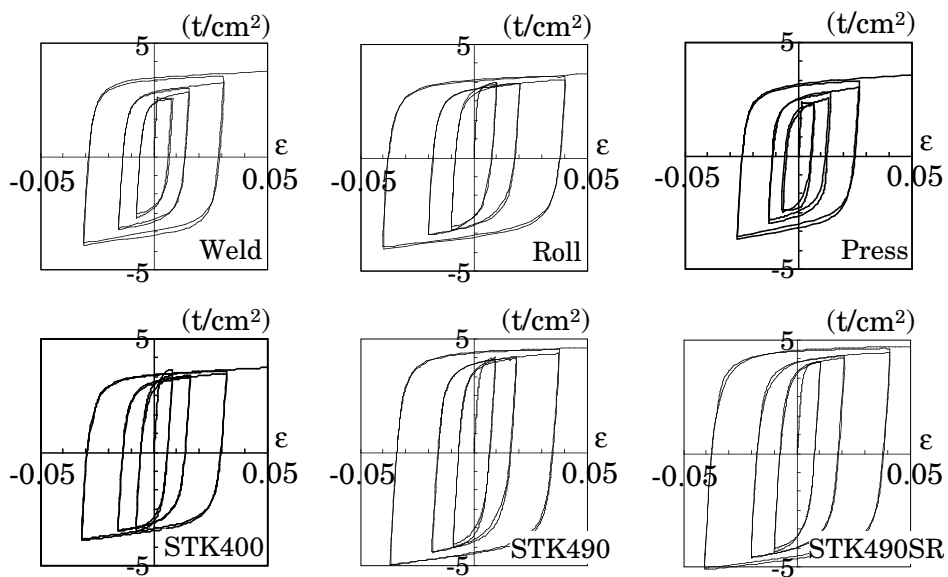 (t/cm²)
5
ε
-0.05
0.05
Weld
-5
(t/cm²)
5
ε
-0.05
0.05
Roll
-5
(t/cm²)
5
ε
-0.05
0.05
Press
-5
(t/cm²)
5
ε
-0.05
0.05
STK400
-5
(t/cm²)
5
ε
-0.05
0.05
STK490
-5
(t/cm²)
5
ε
-0.05
0.05
STK490SR
-5